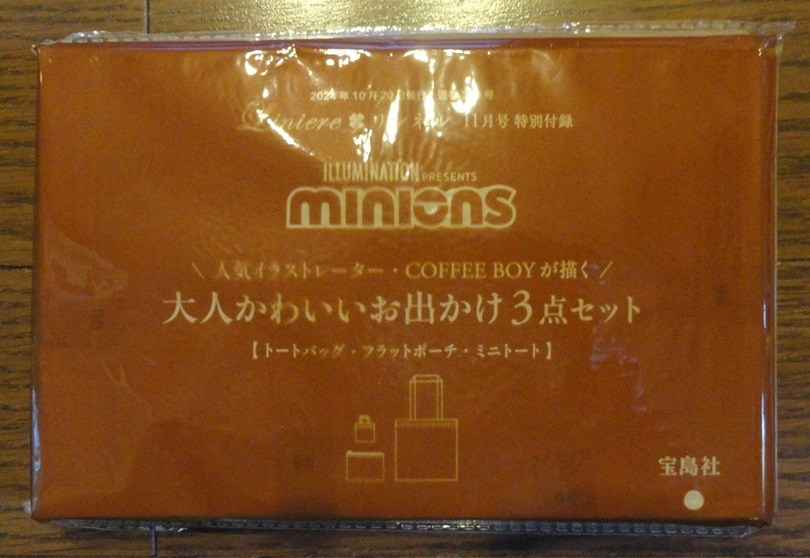 2024年10月20日発行 号
Liniere リンネル 11月号 特別付録
ILLUMINATION PRESENTS
minions
\ 人気イラストレーター・COFFEE BOYが描く /
大人かわいいお出かけ3点セット
【トートバッグ・フラットポーチ・ミニトート】
宝島社